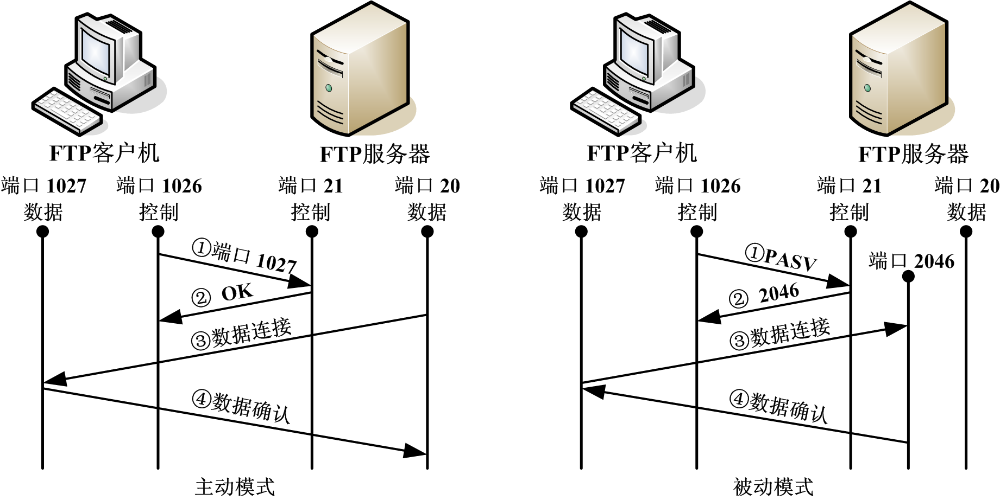 FTP客户机
FTP服务器
端口 1027
数据
端口 1026
控制
端口 21
控制
端口 20
数据
①端口 1027
② OK
③数据连接
④数据确认
主动模式
FTP客户机
FTP服务器
端口 1027
数据
端口 1026
控制
端口 21
控制
端口 20
数据
①PASV
端口 2046
② 2046
③数据连接
④数据确认
被动模式